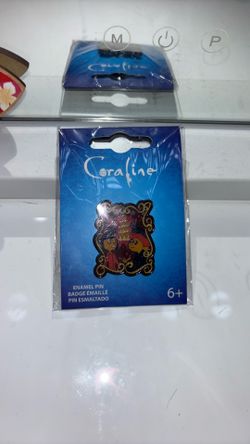 M P
Coraline
Coraline
ENAMEL PIN
BADGE EMAILLE
PIN ESMALTADO
6+